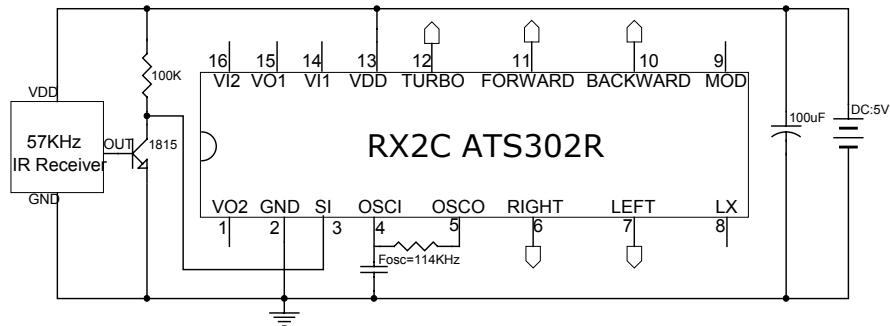 16 15 14 13 12 11 10 9
VI2 VO1 VI1 VDD TURBO FORWARD BACKWARD MOD
100K
VDD
57KHz
IR Receiver
OUT
1815
GND
RX2C ATS302R
100uF
DC:5V
VO2 GND SI OSCI OSCO RIGHT LEFT LX
1 2 3 4 5 6 7 8
Fosc=114KHz